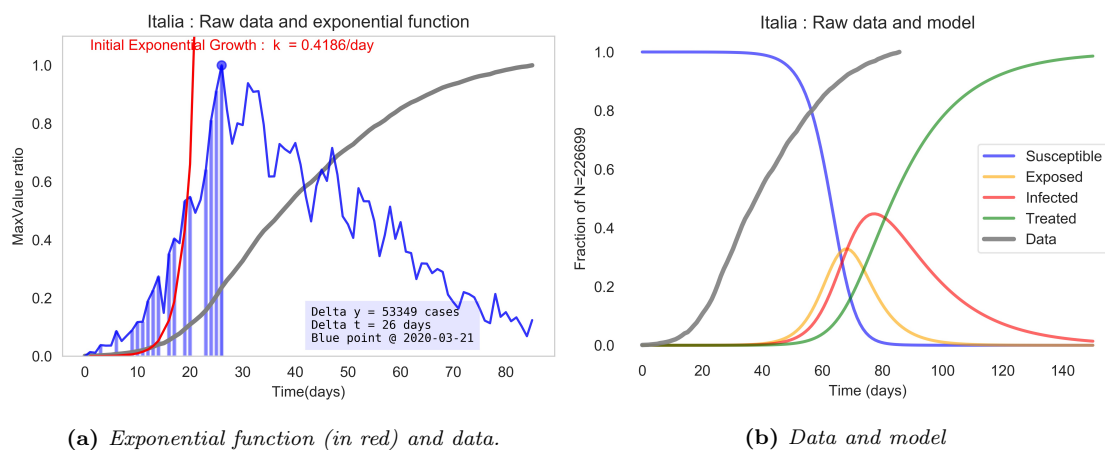 Italia : Raw data and exponential function
Initial Exponential Growth : k = 0.4186/day
MaxValue ratio
1.0
0.8
0.6
0.4
0.2
0.0
Delta y = 53349 cases
Delta t = 26 days
Blue point @ 2020-03-21
0 10 20 30 40 50 60 70 80
Time(days)
(a) Exponential function (in red) and data.
Italia : Raw data and model
Fraction of N=226699
1.0
0.8
0.6
0.4
0.2
0.0
Susceptible
Exposed
Infected
Treated
Data
0 20 40 60 80 100 120 140
Time (days)
(b) Data and model